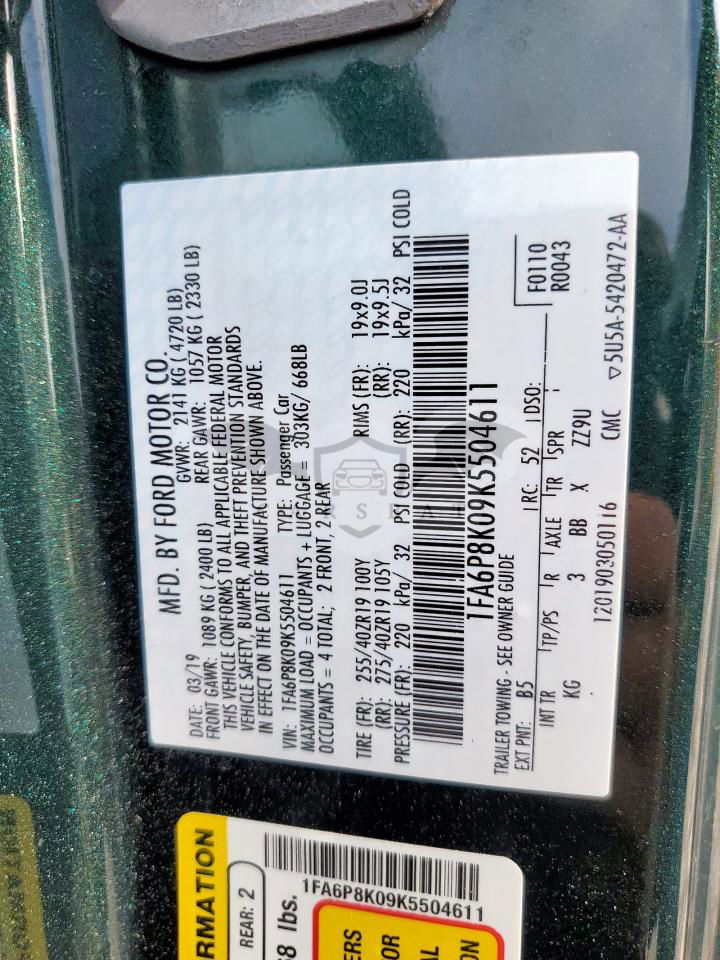 MFD. BY FORD MOTOR CO.
DATE: 03/19 GVWR: 2141 KG ( 4720 LB)
FRONT GAWR: 1089 KG ( 2400 LB) REAR GAWR: 1057 KG ( 2330 LB)
THIS VEHICLE CONFORMS TO ALL APPLICABLE FEDERAL MOTOR
VEHICLE SAFETY, BUMPER, AND THEFT PREVENTION STANDARDS
IN EFFECT ON THE DATE OF MANUFACTURE SHOWN ABOVE.
VIN: 1FA6P8K09K5504611 TYPE: Passenger Car
MAXIMUM LOAD = OCCUPANTS + LUGGAGE = 303KG/ 668LB
OCCUPANTS = 4 TOTAL; 2 FRONT, 2 REAR
TIRE (FR): 255/40ZR19 100Y RIMS (FR): 19x9.0J
(RR): 275/40ZR19 105Y (RR): 19x9.5J
PRESSURE (FR): 220 kPa/ 32 PSI COLD (RR): 220 kPa/ 32 PSI COLD
1FA6P8K09K5504611
TRAILER TOWING - SEE OWNER GUIDE
EXT PNT: B5 RC: 52 DSO: F0110
INT TR TP/PS R AXLE TR SPR R0043
KG 3 BB X ZZ9U
1201903050116 CMC ▽5U5A-5420472-AA
RMATION
REAR: 2
68 lbs.
1FA6P8K09K5504611